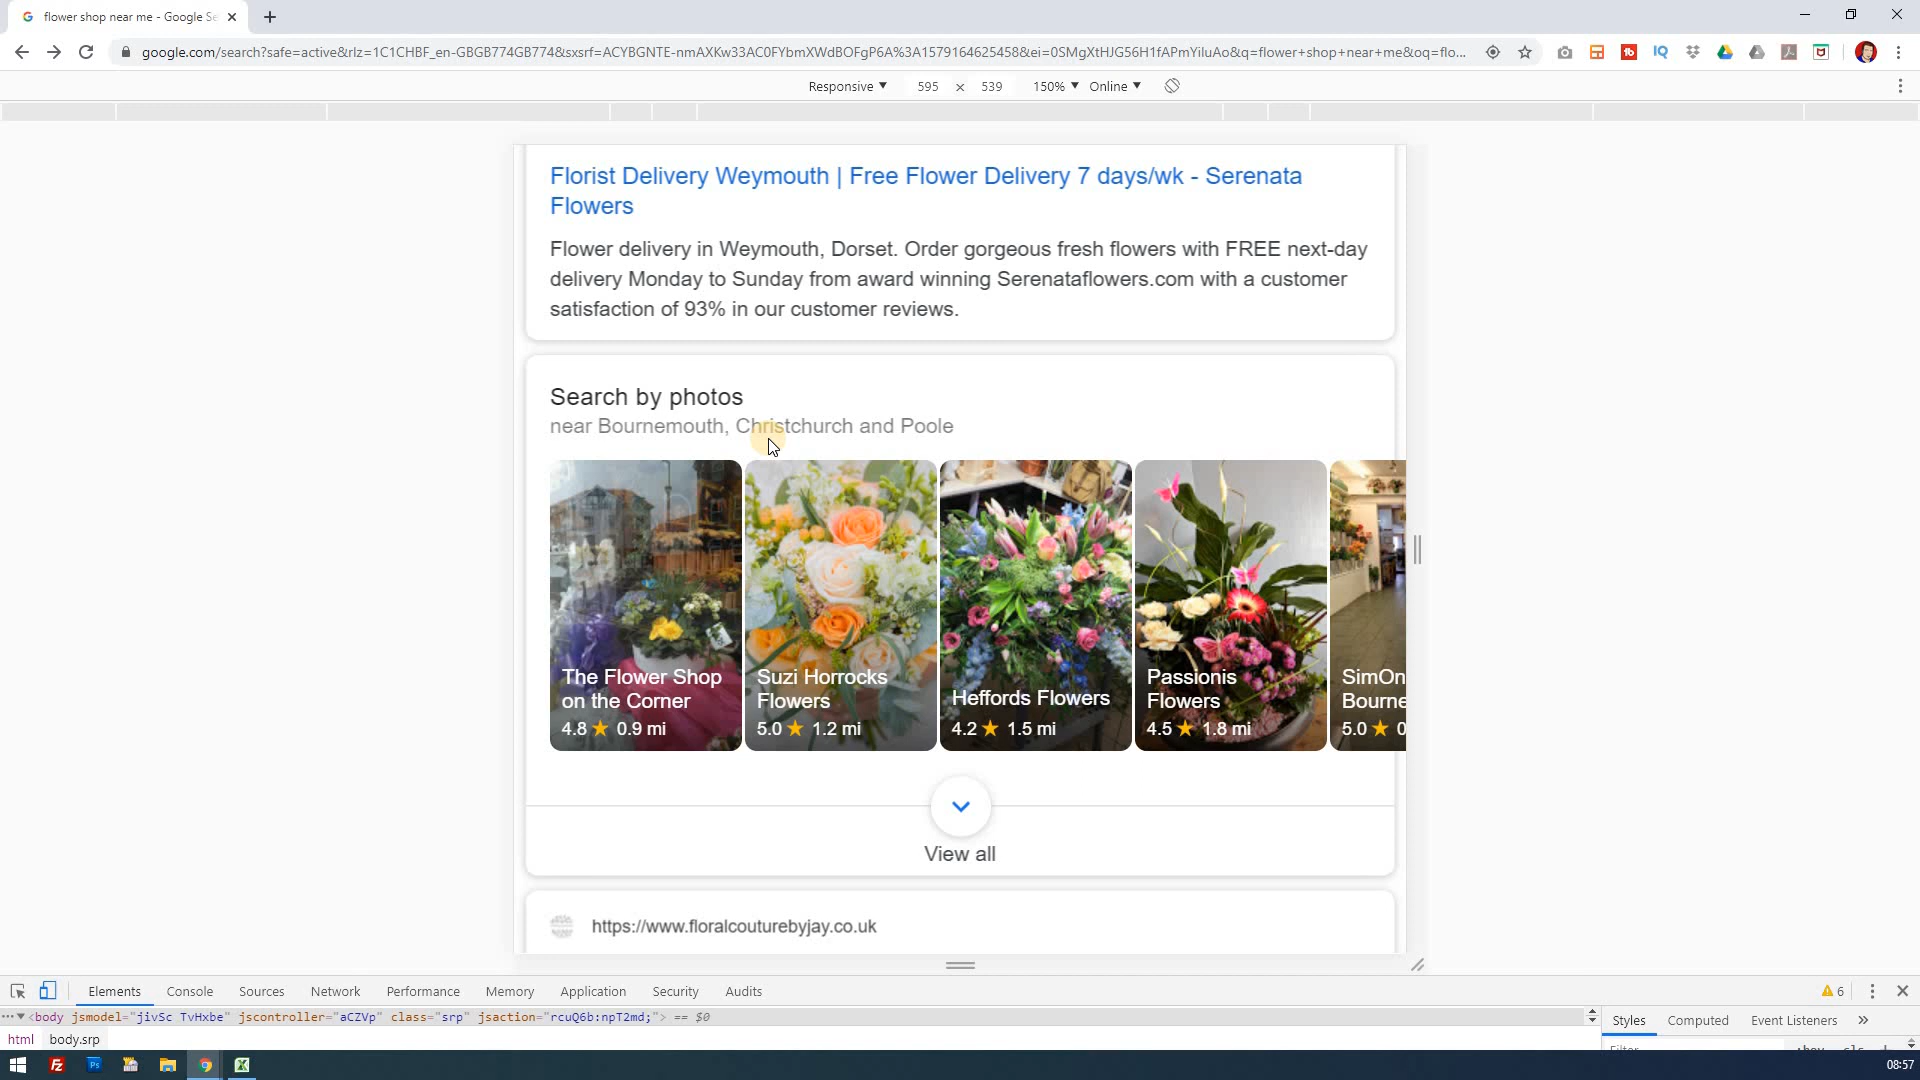 flower shop near me - Google Se
google.com/search?safe=active&rlz=1C1CHBF_en-GBGB774GB774&sxsrf=ACYBGNTE-nmAXKw33AC0FYbmXWdBOFgP6A%3A1579164625458&ei=0SMgXtHJG56H1fAPmYiluAo&q=flower+shop+near+me&oq=flo...
Responsive 595 x 539 150% Online
Florist Delivery Weymouth | Free Flower Delivery 7 days/wk - Serenata
Flowers
Flower delivery in Weymouth, Dorset. Order gorgeous fresh flowers with FREE next-day
delivery Monday to Sunday from award winning Serenataflowers.com with a customer
satisfaction of 93% in our customer reviews.
Search by photos
near Bournemouth, Christchurch and Poole
The Flower Shop
on the Corner
4.8 ★ 0.9 mi
Suzi Horrocks
Flowers
5.0 ★ 1.2 mi
Heffords Flowers
4.2 ★ 1.5 mi
Passionis
Flowers
4.5 ★ 1.8 mi
SimOn
Bourne
5.0 ★ 0
View all
https://www.floralcouturebyjay.co.uk
Elements Console Sources Network Performance Memory Application Security Audits 6
<body jsmodel="jivSc TvHxbe" jscontroller="aCZVp" class="srp" jsaction="rcuQ6b:npT2md;"> == $0
Styles Computed Event Listeners »
html body.srp
08:57